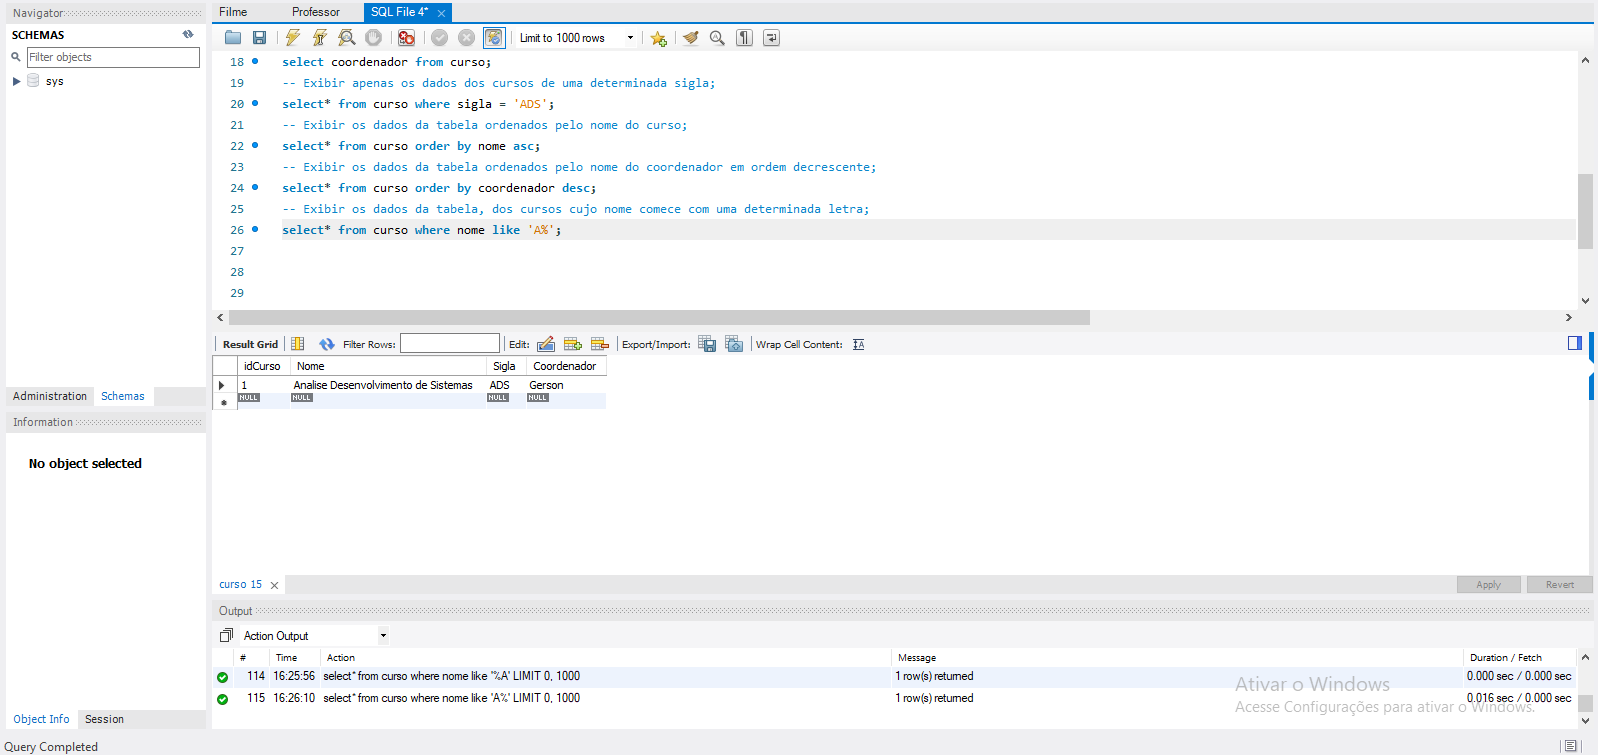 Navigator
SCHEMAS
Filter objects
sys
Administration Schemas
Information
No object selected
Object Info Session
Query Completed
Filme Professor SQL File 4*
Limit to 1000 rows
18 select coordenador from curso;
19 -- Exibir apenas os dados dos cursos de uma determinada sigla;
20 select* from curso where sigla = 'ADS';
21 -- Exibir os dados da tabela ordenados pelo nome do curso;
22 select* from curso order by nome asc;
23 -- Exibir os dados da tabela ordenados pelo nome do coordenador em ordem decrescente;
24 select* from curso order by coordenador desc;
25 -- Exibir os dados da tabela, dos cursos cujo nome comece com uma determinada letra;
26 select* from curso where nome like 'A%';
27
28
29
Result Grid Filter Rows: Edit: Export/Import: Wrap Cell Content:
idCurso Nome Sigla Coordenador
1 Analise Desenvolvimento de Sistemas ADS Gerson
NULL NULL NULL NULL
curso 15 Apply Revert
Output
Action Output
# Time Action Message Duration / Fetch
114 16:25:56 select* from curso where nome like '%A' LIMIT 0, 1000 1 row(s) returned 0.000 sec / 0.000 sec
115 16:26:10 select* from curso where nome like 'A%' LIMIT 0, 1000 1 row(s) returned 0.016 sec / 0.000 sec
Ativar o Windows
Acesse Configurações para ativar o Windows.